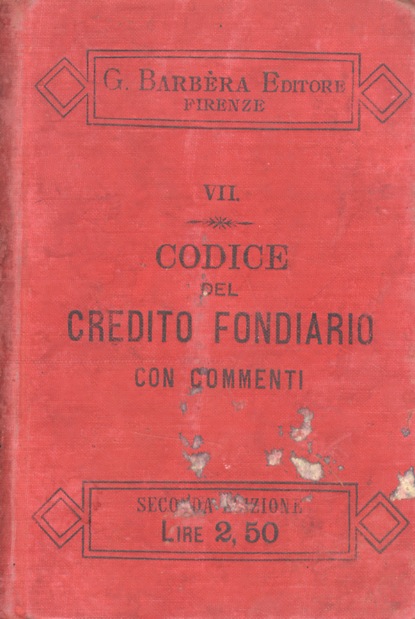 G. BARBÈRA EDITORE
FIRENZE
VII.
CODICE
DEL
CREDITO FONDIARIO
CON COMMENTI
SECONDA EDIZIONE
LIRE 2,50